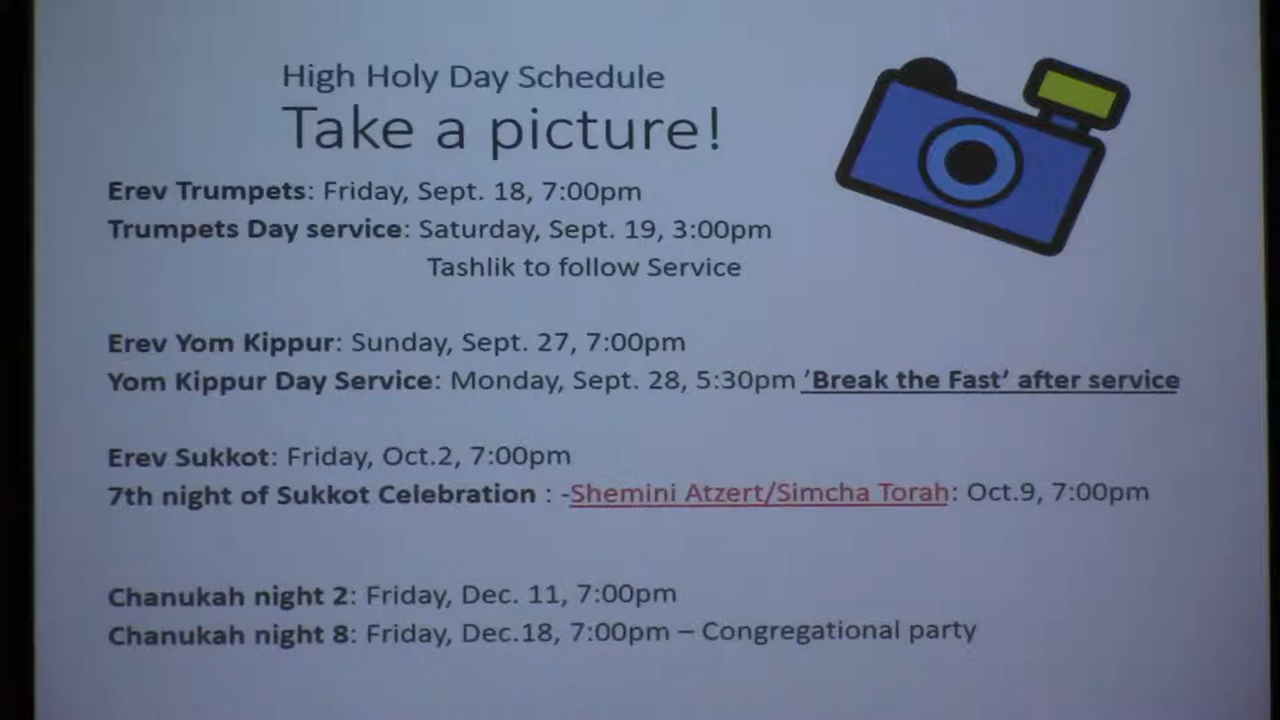 High Holy Day Schedule
Take a picture!
Erev Trumpets: Friday, Sept. 18, 7:00pm
Trumpets Day service: Saturday, Sept. 19, 3:00pm
Tashlik to follow Service
Erev Yom Kippur: Sunday, Sept. 27, 7:00pm
Yom Kippur Day Service: Monday, Sept. 28, 5:30pm ’Break the Fast’ after service
Erev Sukkot: Friday, Oct.2, 7:00pm
7th night of Sukkot Celebration : -Shemini Atzert/Simcha Torah: Oct.9, 7:00pm
Chanukah night 2: Friday, Dec. 11, 7:00pm
Chanukah night 8: Friday, Dec.18, 7:00pm – Congregational party